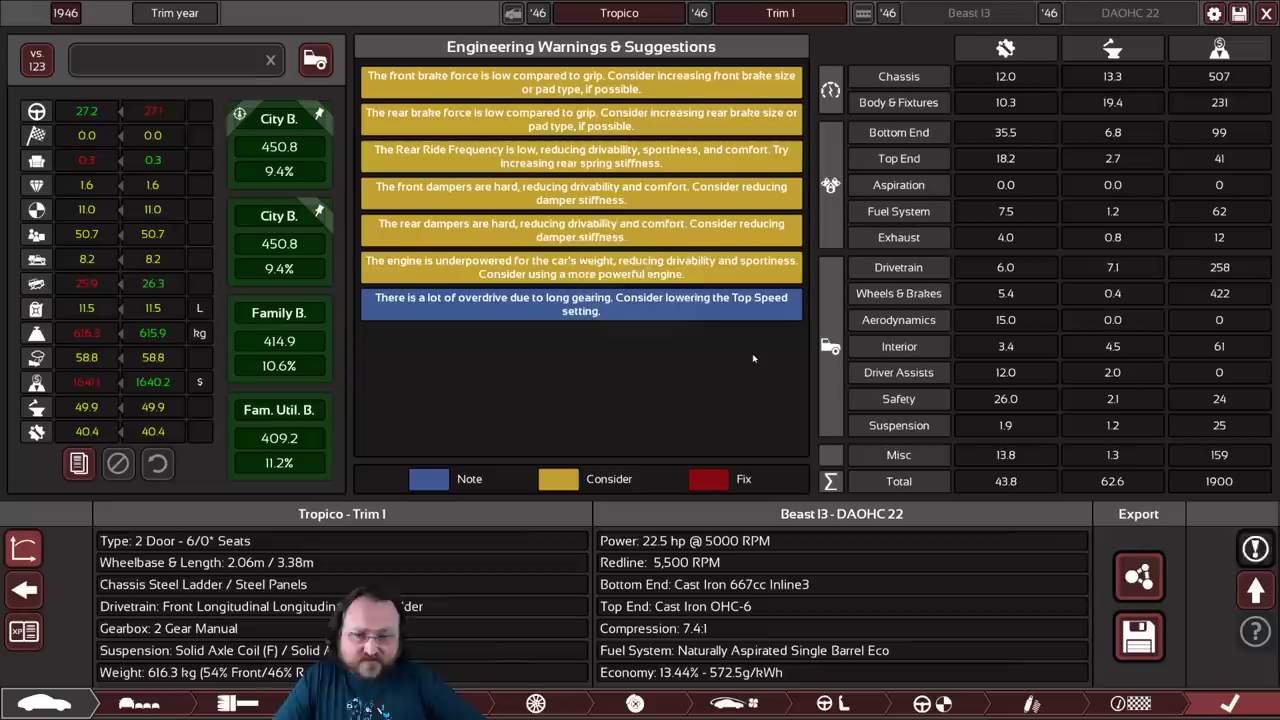 1946 Trim year '46 Tropico '46 Trim 1 '46 Beast I3 '46 DAOHC 22
Engineering Warnings & Suggestions
VS. 123 X
The front brake force is low compared to grip. Consider increasing front brake size
or pad type, if possible.
The rear brake force is low compared to grip. Consider increasing rear brake size or
pad type, if possible.
The Rear Ride Frequency is low, reducing drivability, sportiness, and comfort. Try
increasing rear spring stiffness.
The front dampers are hard, reducing drivability and comfort. Consider reducing
damper stiffness.
The rear dampers are hard, reducing drivability and comfort. Consider reducing
damper stiffness.
The engine is underpowered for the car's weight, reducing drivability and sportiness.
Consider using a more powerful engine.
There is a lot of overdrive due to long gearing. Consider lowering the Top Speed
setting.
Note Consider Fix
27.2 27.1
0.0 0.0
0.3 0.3
1.6 1.6
11.0 11.0
50.7 50.7
8.2 8.2
25.9 26.3
11.5 11.5 L
616.3 615.9 kg
58.8 58.8
1641.1 1640.2 $
49.9 49.9
40.4 40.4
City B.
450.8
9.4%
City B.
450.8
9.4%
Family B.
414.9
10.6%
Fam. Util. B.
409.2
11.2%
Chassis 12.0 13.3 507
Body & Fixtures 10.3 19.4 231
Bottom End 35.5 6.8 99
Top End 18.2 2.7 41
Aspiration 0.0 0.0 0
Fuel System 7.5 1.2 62
Exhaust 4.0 0.8 12
Drivetrain 6.0 7.1 258
Wheels & Brakes 5.4 0.4 422
Aerodynamics 15.0 0.0 0
Interior 3.4 4.5 61
Driver Assists 12.0 2.0 0
Safety 26.0 2.1 24
Suspension 1.9 1.2 25
Misc 13.8 1.3 159
Σ Total 43.8 62.6 1900
Tropico - Trim 1
Type: 2 Door - 6/0* Seats
Wheelbase & Length: 2.06m / 3.38m
Chassis Steel Ladder / Steel Panels
Drivetrain: Front Longitudinal Longitudin
Gearbox: 2 Gear Manual
Suspension: Solid Axle Coil (F) / Solid
Weight: 616.3 kg (54% Front/46% R
Beast I3 - DAOHC 22
Power: 22.5 hp @ 5000 RPM
Redline: 5,500 RPM
Bottom End: Cast Iron 667cc Inline3
Top End: Cast Iron OHC-6
Compression: 7.4:1
Fuel System: Naturally Aspirated Single Barrel Eco
Economy: 13.44% - 572.5g/kWh
Export
XP
?